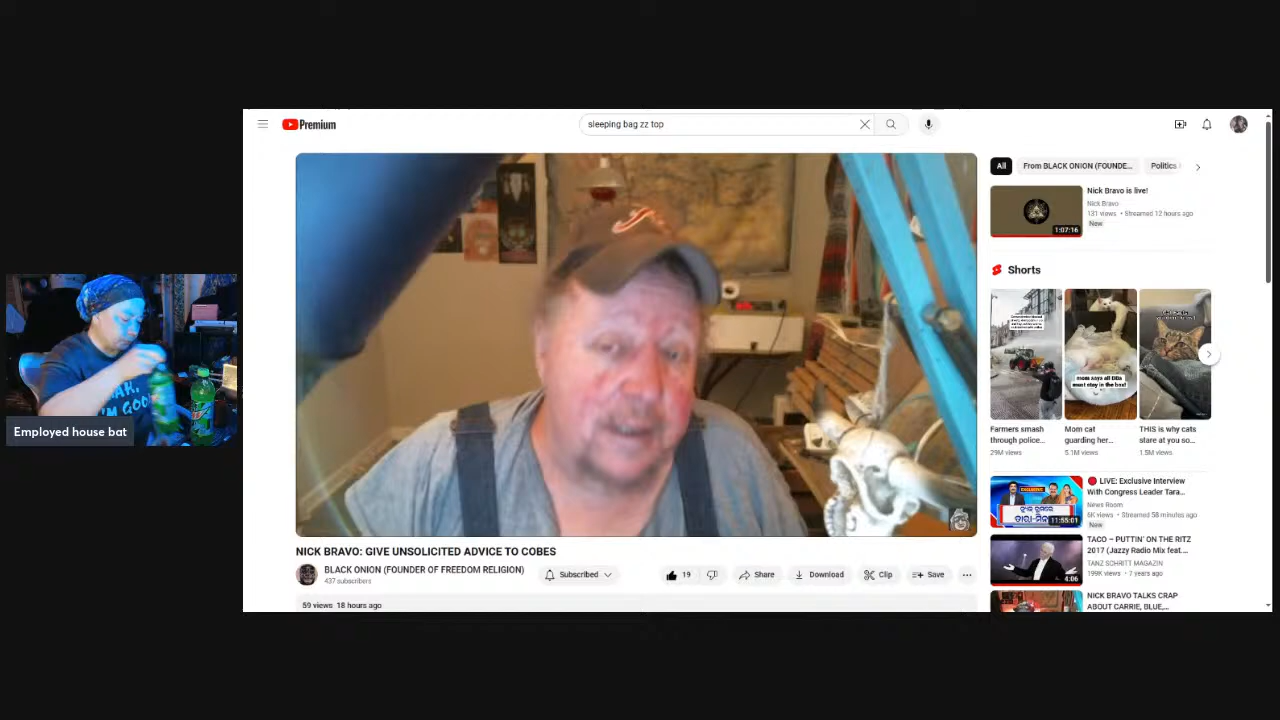 Premium
sleeping bag zz top
All
From BLACK ONION (FOUNDE...
Politics
Nick Bravo is live!
Nick Bravo
131 views • Streamed 12 hours ago
New
1:07:16
Shorts
Farmers smash
through police...
29M views
Mom cat
guarding her...
5.1M views
THIS is why cats
stare at you so...
1.5M views
I'M GOO
Employed house bat
LIVE: Exclusive Interview
With Congress Leader Tara...
News Room
6K views • Streamed 58 minutes ago
New
11:55:01
TACO – PUTTIN' ON THE RITZ
2017 (Jazzy Radio Mix feat....
TANZ SCHRITT MAGAZIN
199K views • 7 years ago
4:06
NICK BRAVO TALKS CRAP
ABOUT CARRIE, BLUE,...
NICK BRAVO: GIVE UNSOLICITED ADVICE TO COBES
BLACK ONION (FOUNDER OF FREEDOM RELIGION)
437 subscribers
Subscribed
19
Share
Download
Clip
Save
59 views 18 hours ago